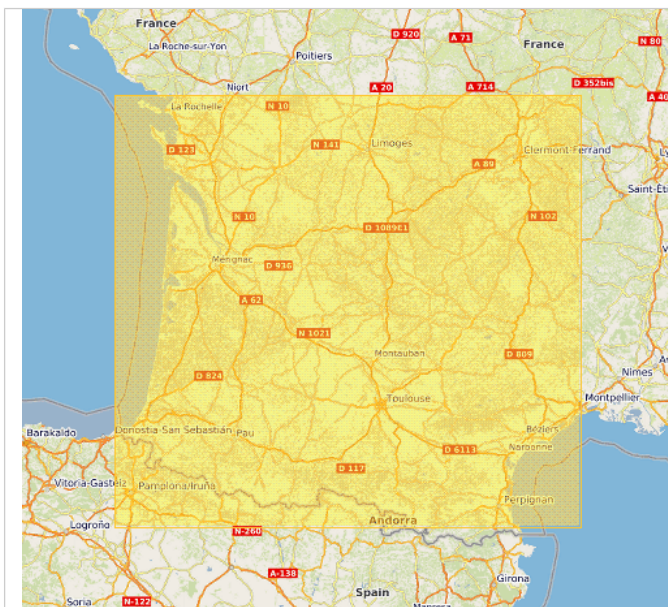 France
D 920
A 71
N 80
La Roche-sur-Yon
France
Poitiers
Niort
A 20
A 714
D 352bis
A 40
La Rochelle
N 10
D 123
N 141
Limoges
Clermont-Ferrand
Ly
A 89
Saint-Éti
N 10
D 1089E1
N 102
V
Mérignac
D 936
A 62
N 1021
Montauban
D 809
A
D 824
Nîmes
Toulouse
Montpellier
Barakaldo
Donostia-San Sebastián
Pau
Béziers
D 6113
Narbonne
D 117
Vitoria-Gasteiz
Pamplona/Iruña
Perpignan
Logroño
Andorra
N-260
A-138
Girona
Spain
Soria
N-122